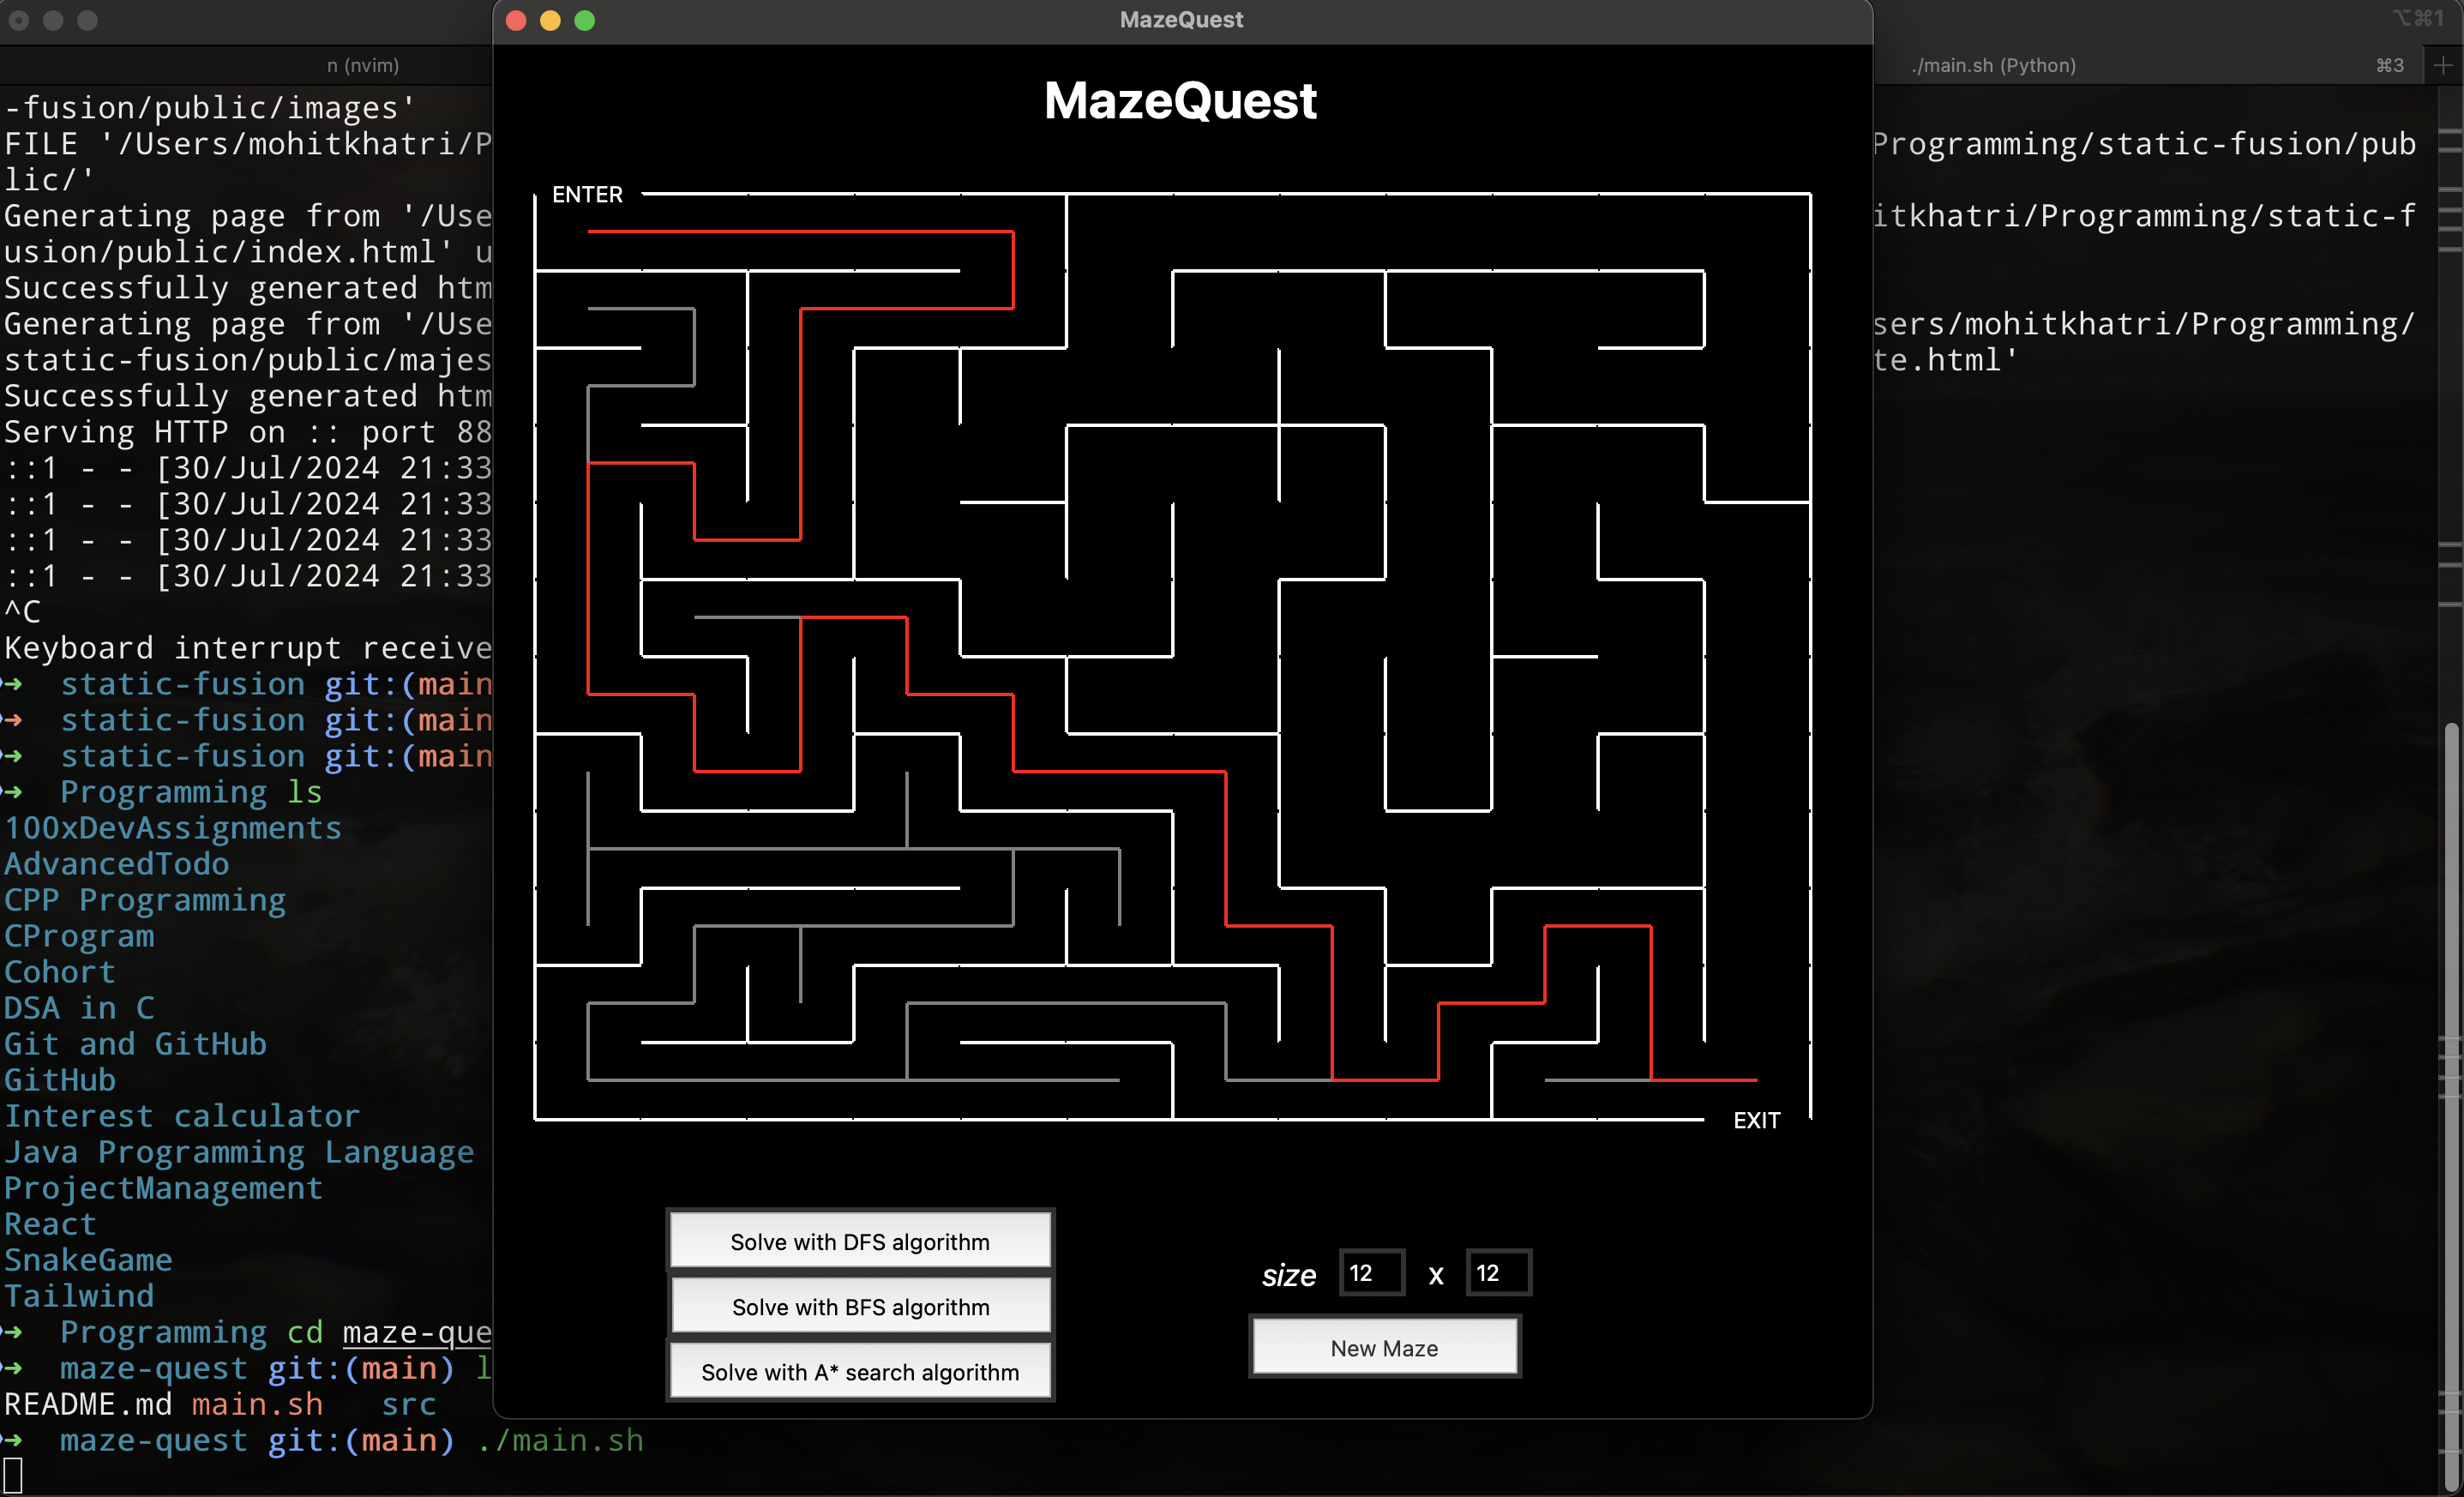 MazeQuest
⌥⌘1
n (nvim)
./main.sh (Python)
⌘3
-fusion/public/images'
FILE '/Users/mohitkhatri/P
Programming/static-fusion/pub
lic/'
Generating page from '/Use
itkhatri/Programming/static-f
usion/public/index.html' u
Successfully generated htm
Generating page from '/Use
sers/mohitkhatri/Programming/
static-fusion/public/majes
te.html'
Successfully generated htm
Serving HTTP on :: port 88
::1 - - [30/Jul/2024 21:33
::1 - - [30/Jul/2024 21:33
::1 - - [30/Jul/2024 21:33
::1 - - [30/Jul/2024 21:33
^C
Keyboard interrupt receive
➜ static-fusion git:(main
➜ static-fusion git:(main
➜ static-fusion git:(main
➜ Programming ls
100xDevAssignments
AdvancedTodo
CPP Programming
CProgram
Cohort
DSA in C
Git and GitHub
GitHub
Interest calculator
Java Programming Language
ProjectManagement
React
SnakeGame
Tailwind
➜ Programming cd maze-que
➜ maze-quest git:(main) l
README.md main.sh src
➜ maze-quest git:(main) ./main.sh
MazeQuest
ENTER
EXIT
Solve with DFS algorithm
Solve with BFS algorithm
Solve with A* search algorithm
size 12 x 12
New Maze